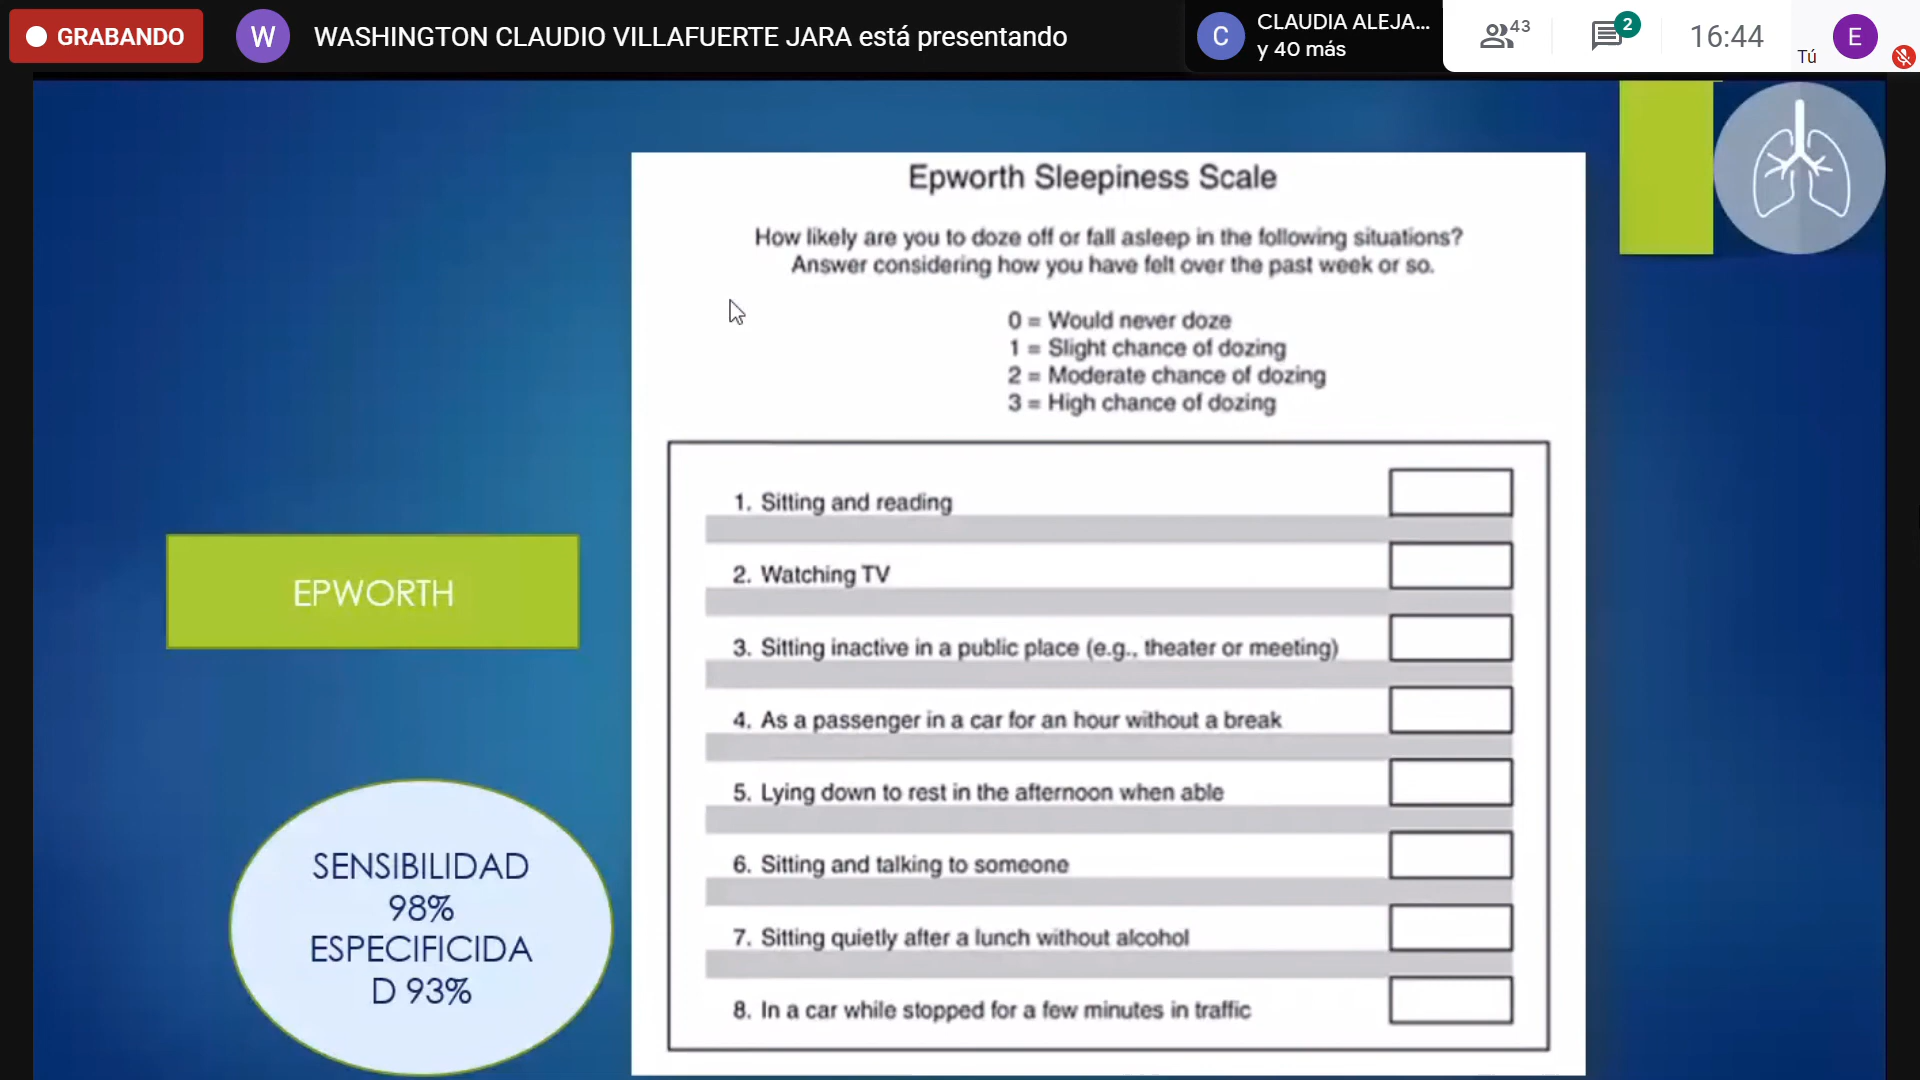 GRABANDO
W
WASHINGTON CLAUDIO VILLAFUERTE JARA está presentando
C
CLAUDIA ALEJA...
y 40 más
43
2
16:44
Tú
E
Epworth Sleepiness Scale
How likely are you to doze off or fall asleep in the following situations?
Answer considering how you have felt over the past week or so.
0 = Would never doze
1 = Slight chance of dozing
2 = Moderate chance of dozing
3 = High chance of dozing
1. Sitting and reading
2. Watching TV
3. Sitting inactive in a public place (e.g., theater or meeting)
4. As a passenger in a car for an hour without a break
5. Lying down to rest in the afternoon when able
6. Sitting and talking to someone
7. Sitting quietly after a lunch without alcohol
8. In a car while stopped for a few minutes in traffic
EPWORTH
SENSIBILIDAD
98%
ESPECIFICIDA
D 93%